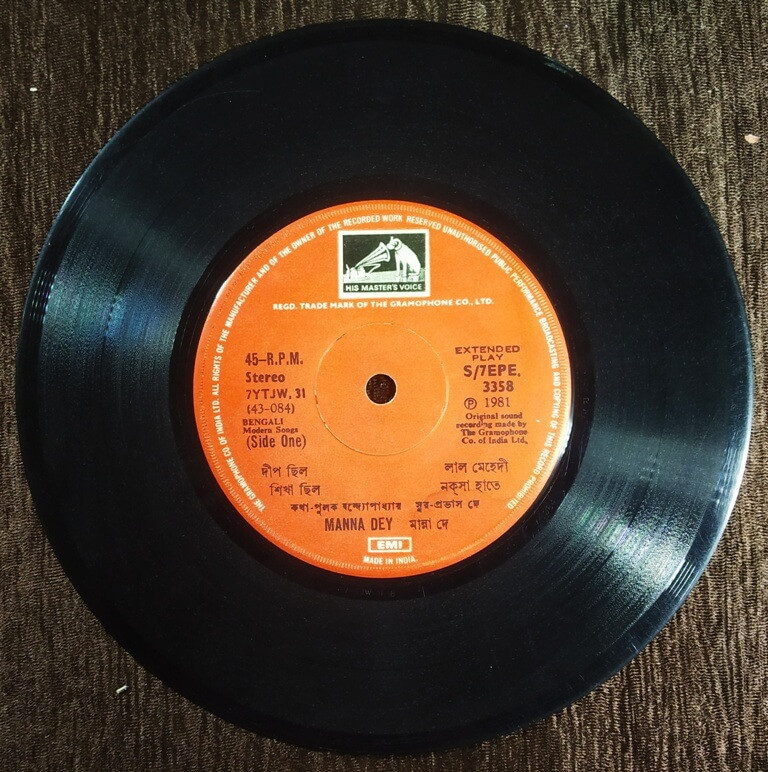 THE GRAMOPHONE CO. OF INDIA LTD. ALL RIGHTS OF THE MANUFACTURER AND OF THE OWNER OF THE RECORDED WORK RESERVED UNAUTHORISED PUBLIC PERFORMANCE BROADCASTING AND COPYING OF THIS RECORD PROHIBITED
HIS MASTER'S VOICE
REGD. TRADE MARK OF THE GRAMOPHONE CO., LTD.
45-R.P.M.
Stereo
7YTJW. 31
(43-084)
BENGALI
Modern Songs
(Side One)
EXTENDED
PLAY
S/7EPE.
3358
Ⓟ 1981
Original sound
recording made by
The Gramophone
Co. of India Ltd.
দীপ ছিল
শিখা ছিল
লাল মেহেদী
নক্সা হাতে
কথা-পুলক বন্দ্যোপাধ্যায় সুর-প্রভাস দে
MANNA DEY মান্না দে
EMI
MADE IN INDIA.